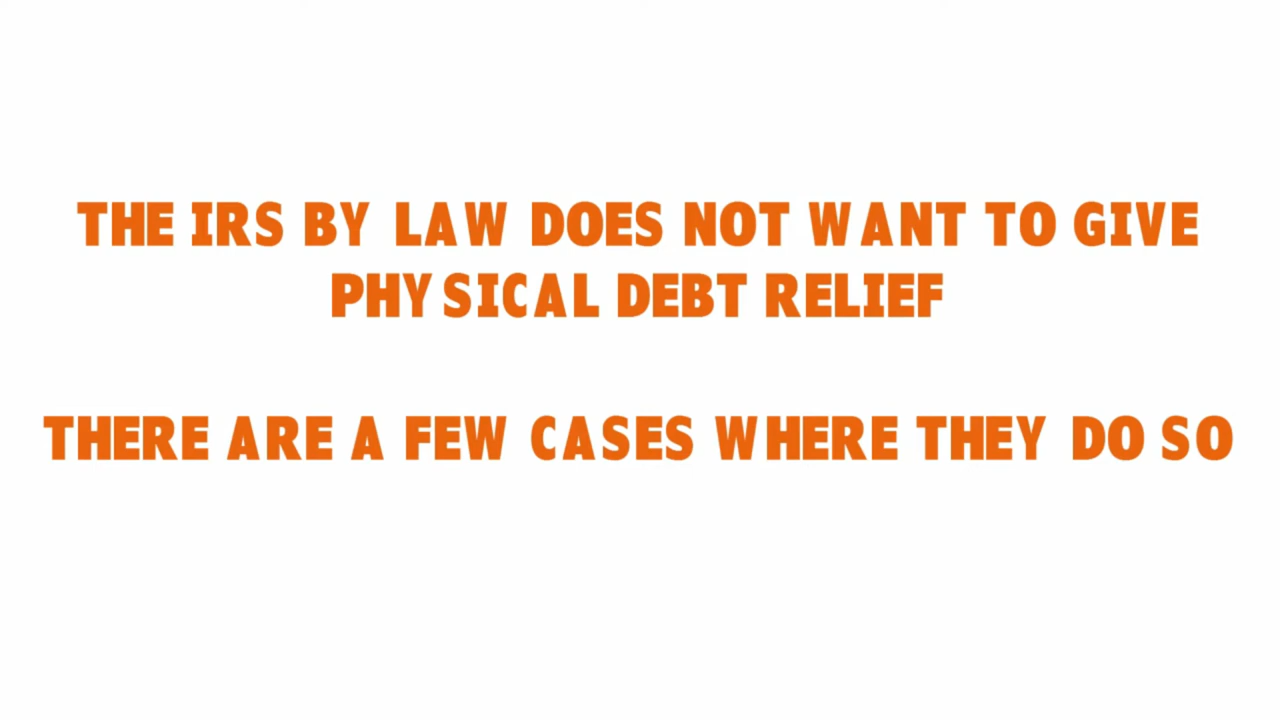 THE IRS BY LAW DOES NOT WANT TO GIVE
PHYSICAL DEBT RELIEF
THERE ARE A FEW CASES WHERE THEY DO SO